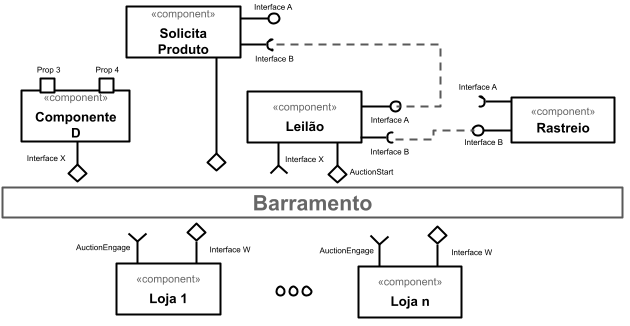 Interface A
«component»
Solicita
Produto
Interface B
Prop 3
Prop 4
«component»
Componente
D
Interface X
«component»
Leilão
Interface A
Interface B
Interface X
AuctionStart
Interface A
«component»
Rastreio
Interface B
Barramento
AuctionEngage
Interface W
«component»
Loja 1
AuctionEngage
Interface W
«component»
Loja n